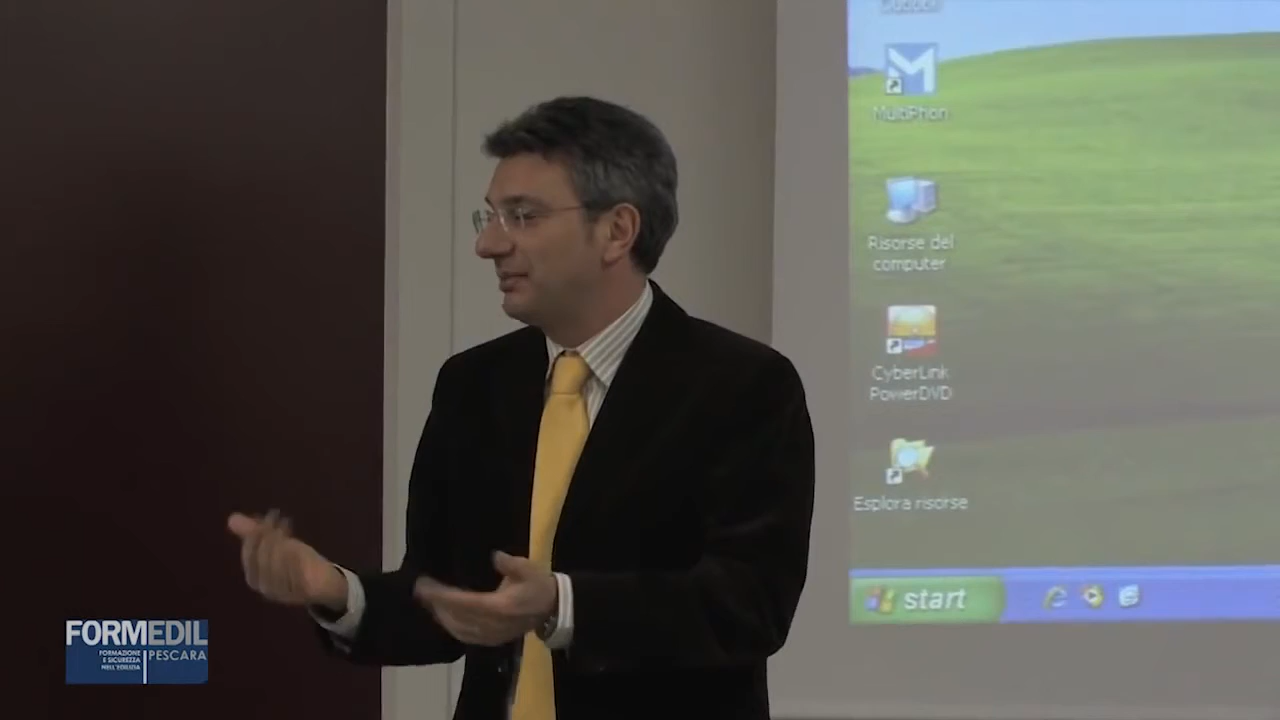 MultiPhon
Risorse del
computer
CyberLink
PowerDVD
Esplora risorse
start
FORMEDIL
FORMAZIONE
E SICUREZZA
NELL'EDILIZIA
PESCARA